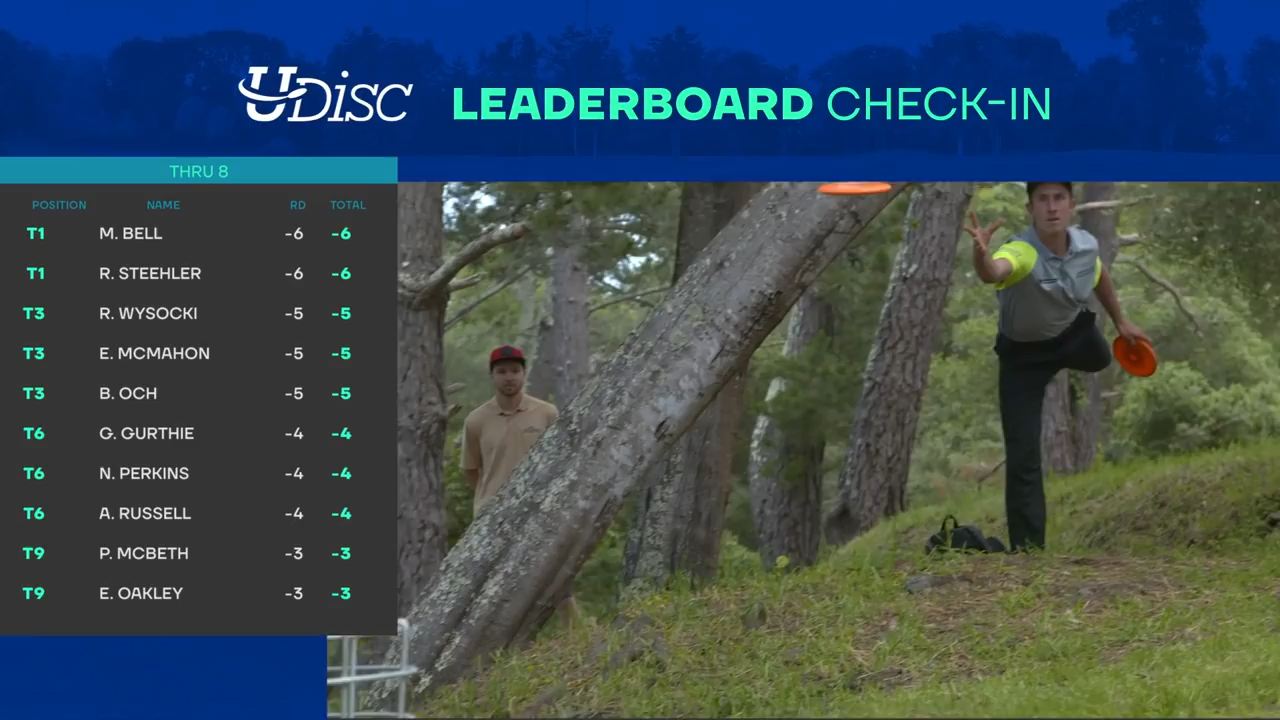 UDisc LEADERBOARD CHECK-IN
THRU 8
POSITION NAME RD TOTAL
T1 M. BELL -6 -6
T1 R. STEEHLER -6 -6
T3 R. WYSOCKI -5 -5
T3 E. MCMAHON -5 -5
T3 B. OCH -5 -5
T6 G. GURTHIE -4 -4
T6 N. PERKINS -4 -4
T6 A. RUSSELL -4 -4
T9 P. MCBETH -3 -3
T9 E. OAKLEY -3 -3